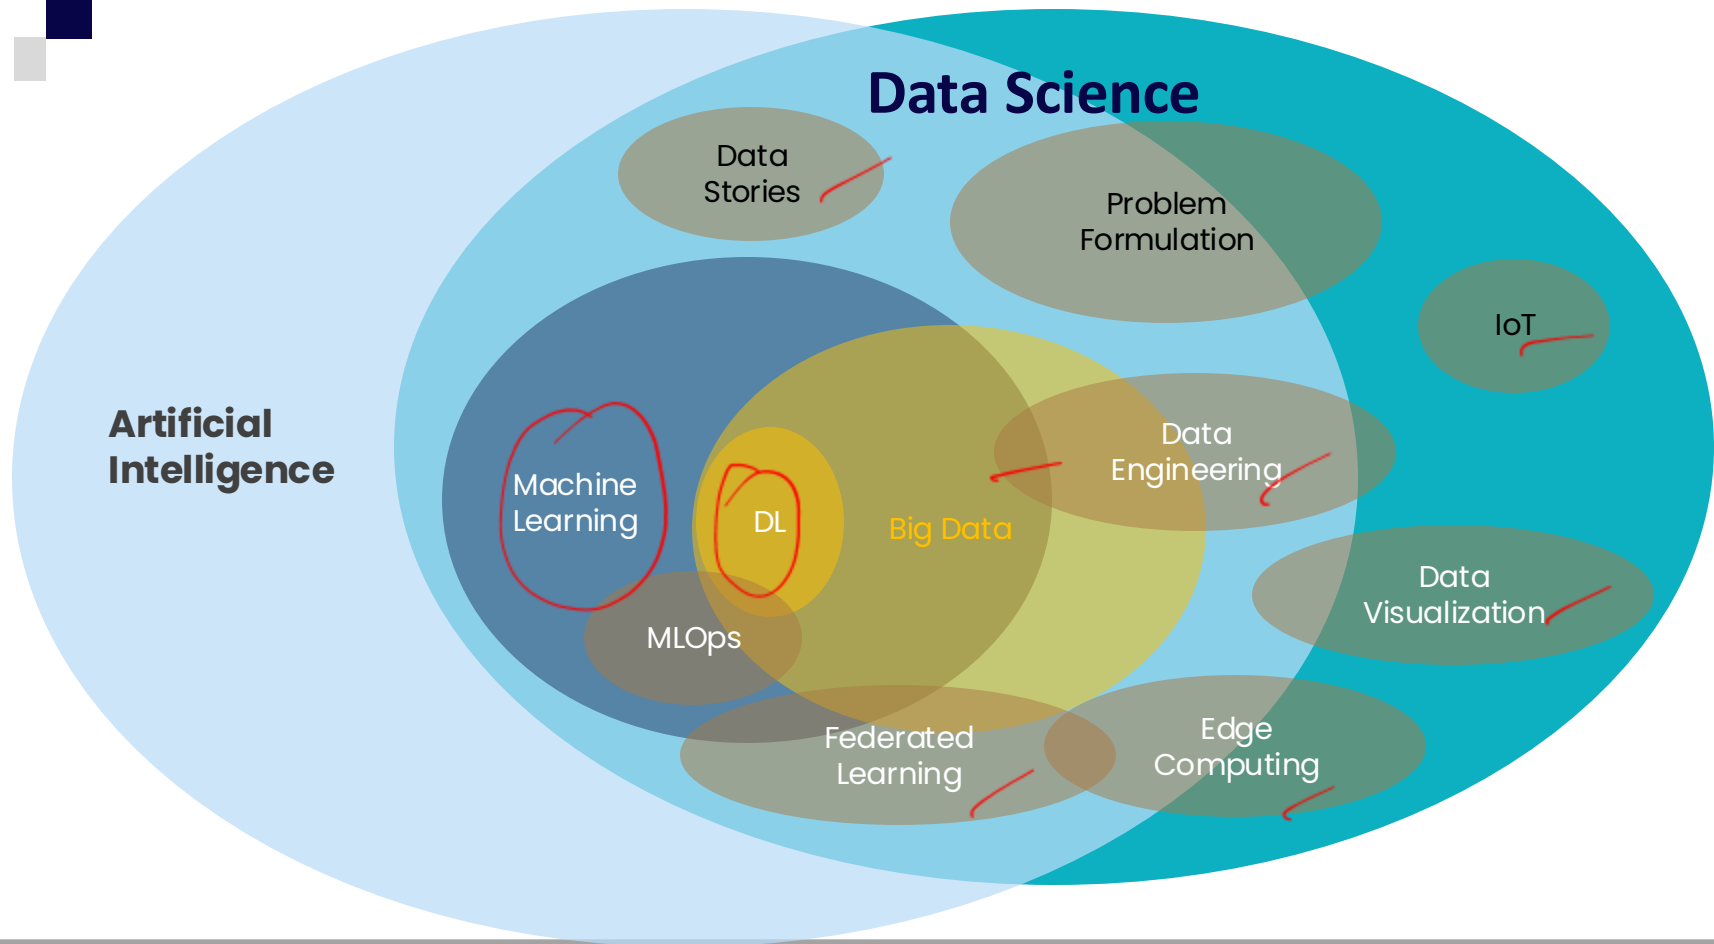 Data Science
Data
Stories
Problem
Formulation
IoT
Artificial
Intelligence
Machine
Learning
DL
Big Data
Data
Engineering
Data
Visualization
MLOps
Federated
Learning
Edge
Computing